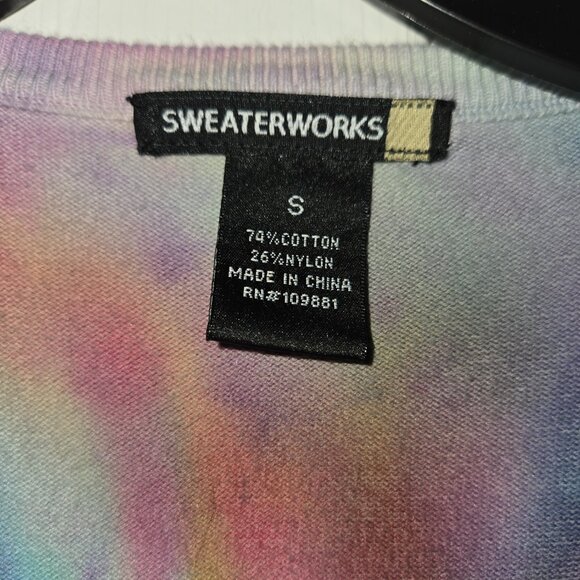 SWEATERWORKS
S
74%COTTON
26%NYLON
MADE IN CHINA
RN#109881